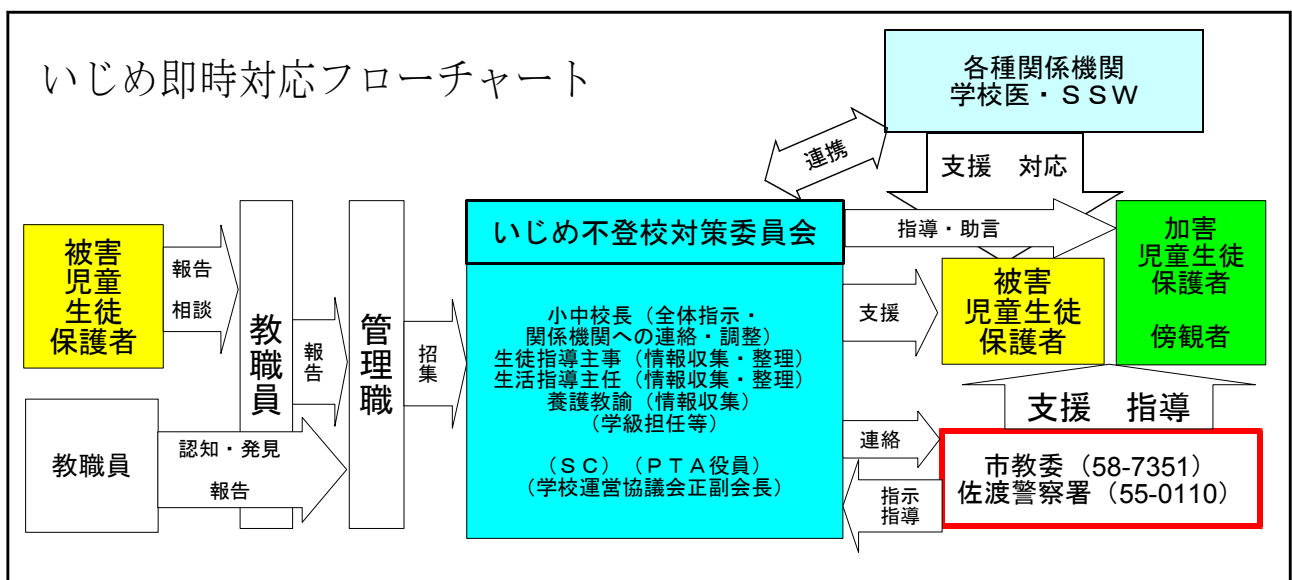 いじめ即時対応フローチャート
各種関係機関
学校医・ＳＳＷ
連携
支援　対応
被害
児童
生徒
保護者
報告
相談
教職員
報告
管理職
招集
教職員
認知・発見
報告
いじめ不登校対策委員会
小中校長（全体指示・
関係機関への連絡・調整）
生徒指導主事（情報収集・整理）
生活指導主任（情報収集・整理）
養護教諭（情報収集）
（学級担任等）
（ＳＣ）（ＰＴＡ役員）
（学校運営協議会正副会長）
指導・助言
支援
連絡
指示
指導
被害
児童生徒
保護者
加害
児童生徒
保護者
傍観者
支援　指導
市教委（58-7351）
佐渡警察署（55-0110）